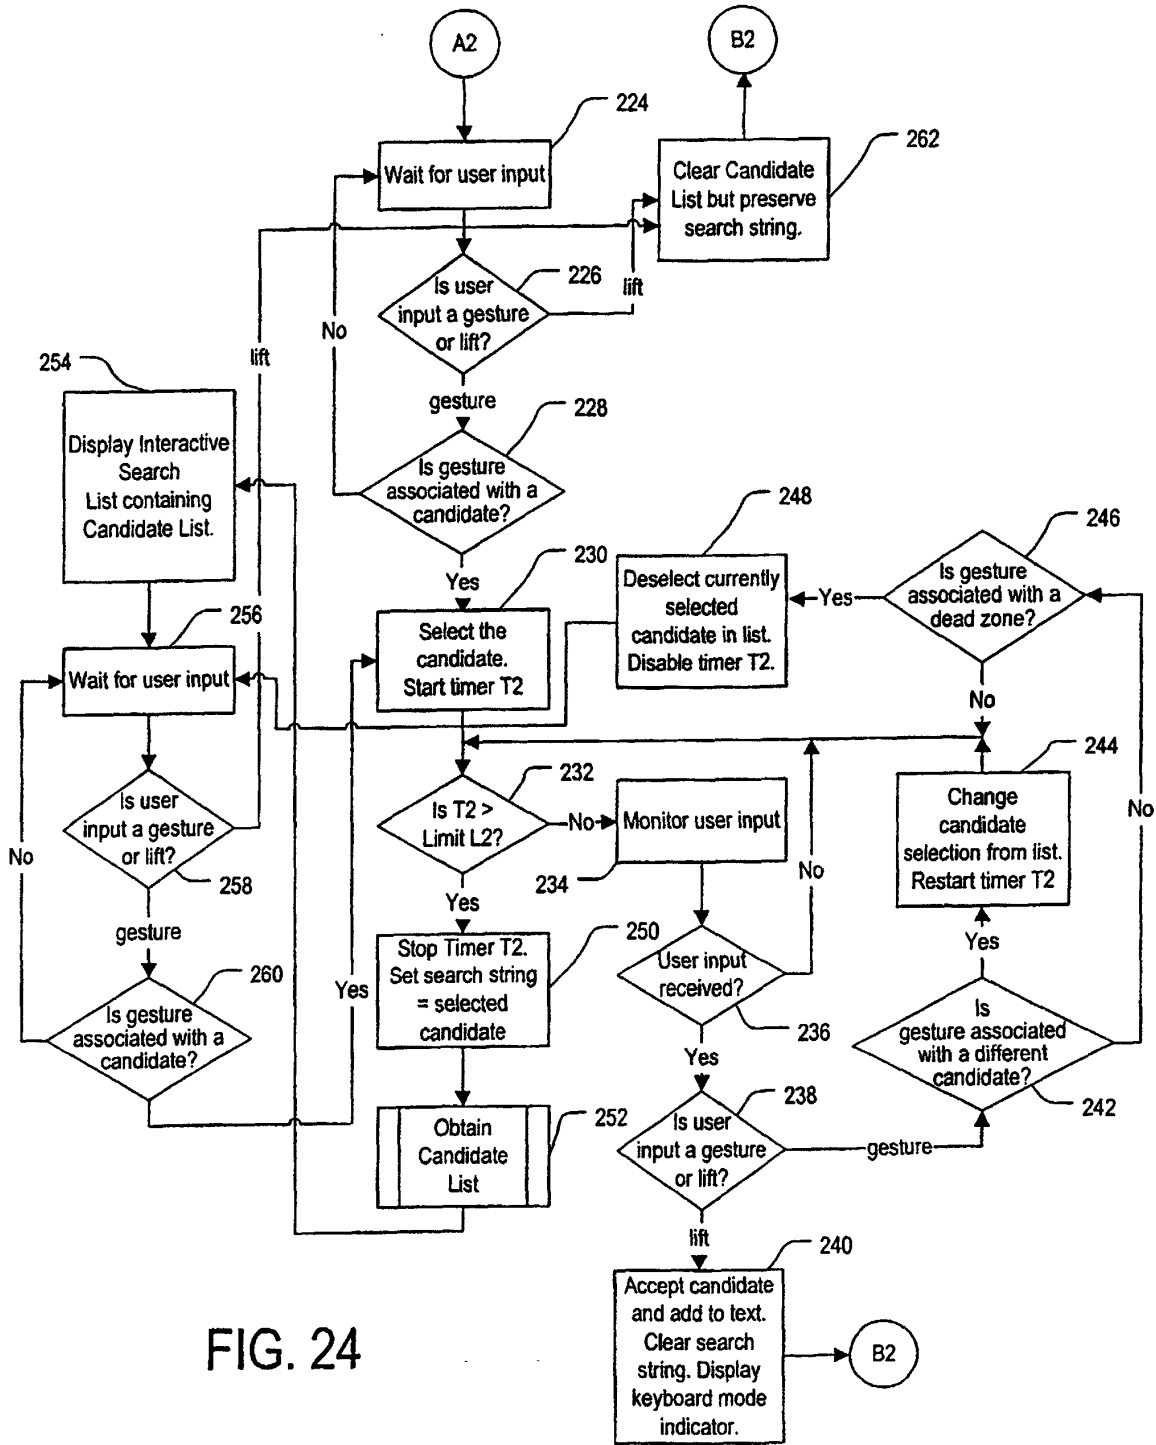 A2
B2
224
262
Wait for user input
Clear Candidate
List but preserve
search string.
226
Is user
input a gesture
or lift?
lift
No
lift
254
gesture
228
Display Interactive
Search
List containing
Candidate List.
Is gesture
associated with a
candidate?
248
246
230
Yes
Deselect currently
selected
candidate in list.
Disable timer T2.
Yes
Is gesture
associated with a
dead zone?
256
Select the
candidate.
Start timer T2
Wait for user input
No
244
232
Is T2 >
Limit L2?
No
Monitor user input
234
Change
candidate
selection from list.
Restart timer T2
No
Is user
input a gesture
or lift?
No
258
No
Yes
gesture
250
Yes
Stop Timer T2.
Set search string
= selected
candidate
User input
received?
236
260
Yes
Is gesture
associated with a
candidate?
Is
gesture associated
with a different
candidate?
242
Yes
252
Obtain
Candidate
List
238
Is user
input a gesture
or lift?
gesture
lift
240
Accept candidate
and add to text.
Clear search
string. Display
keyboard mode
indicator.
B2
FIG. 24